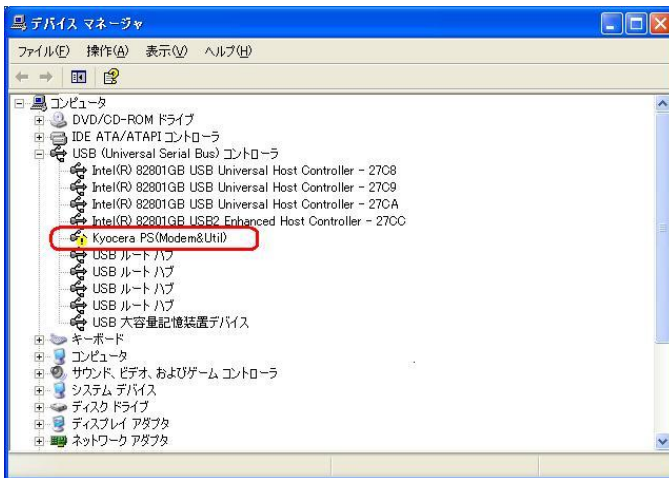 デバイス マネージャ
ファイル(F) 操作(A) 表示(V) ヘルプ(H)
コンピュータ
DVD/CD-ROM ドライブ
IDE ATA/ATAPI コントローラ
USB (Universal Serial Bus) コントローラ
Intel(R) 82801GB USB Universal Host Controller - 27C8
Intel(R) 82801GB USB Universal Host Controller - 27C9
Intel(R) 82801GB USB Universal Host Controller - 27CA
Intel(R) 82801GB USB2 Enhanced Host Controller - 27CC
Kyocera PS(Modem&Util)
USB ルート ハブ
USB ルート ハブ
USB ルート ハブ
USB ルート ハブ
USB 大容量記憶装置デバイス
キーボード
コンピュータ
サウンド、ビデオ、およびゲーム コントローラ
システム デバイス
ディスク ドライブ
ディスプレイ アダプタ
ネットワーク アダプタ